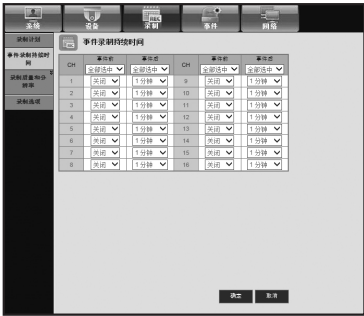 系统 设备 录制 事件 网络
录制计划
事件录制持续时间
录制质量和分辨率
录制选项
事件录制持续时间
CH 事件前 事件后 CH 事件前 事件后
全部选中 全部选中 全部选中 全部选中
1 关闭 1 分钟 9 关闭 1 分钟
2 关闭 1 分钟 10 关闭 1 分钟
3 关闭 1 分钟 11 关闭 1 分钟
4 关闭 1 分钟 12 关闭 1 分钟
5 关闭 1 分钟 13 关闭 1 分钟
6 关闭 1 分钟 14 关闭 1 分钟
7 关闭 1 分钟 15 关闭 1 分钟
8 关闭 1 分钟 16 关闭 1 分钟
确定 取消